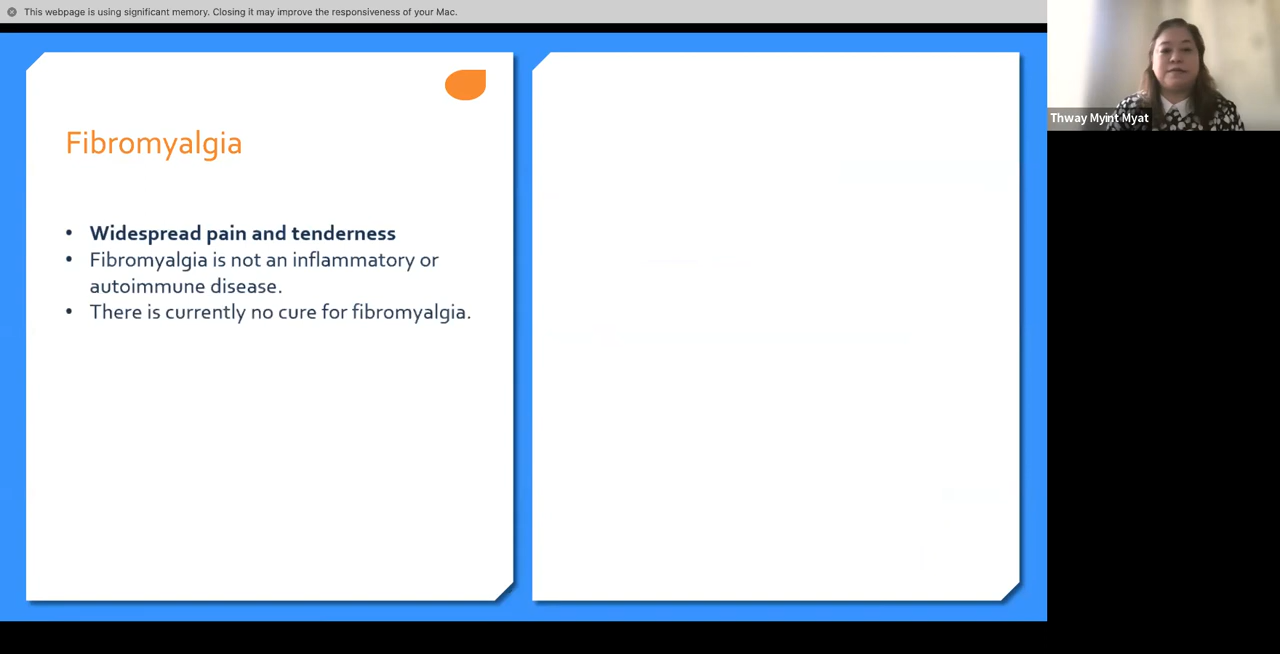 This webpage is using significant memory. Closing it may improve the responsiveness of your Mac.
Thway Myint Myat
Fibromyalgia
• Widespread pain and tenderness
• Fibromyalgia is not an inflammatory or
autoimmune disease.
• There is currently no cure for fibromyalgia.